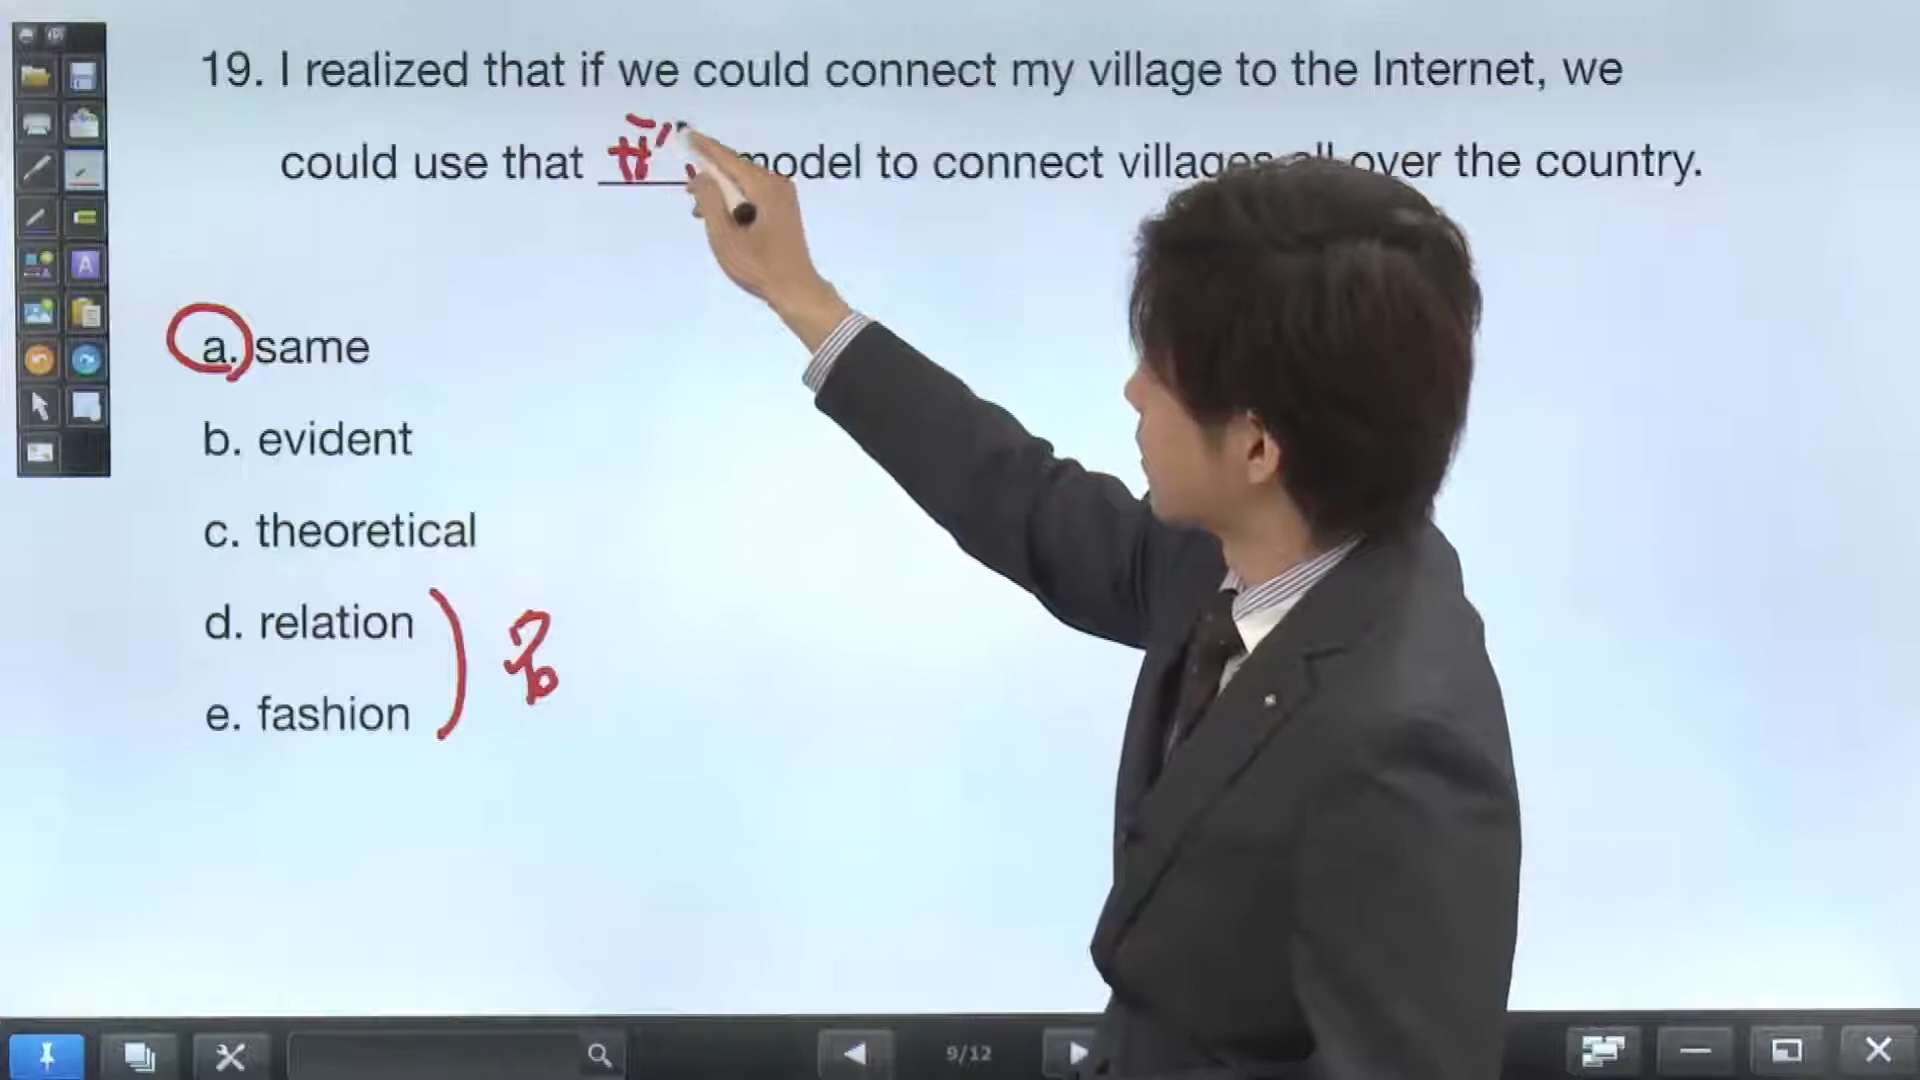 19. I realized that if we could connect my village to the Internet, we
could use that model to connect villages all over the country.
a. same
b. evident
c. theoretical
d. relation
e. fashion
9/12